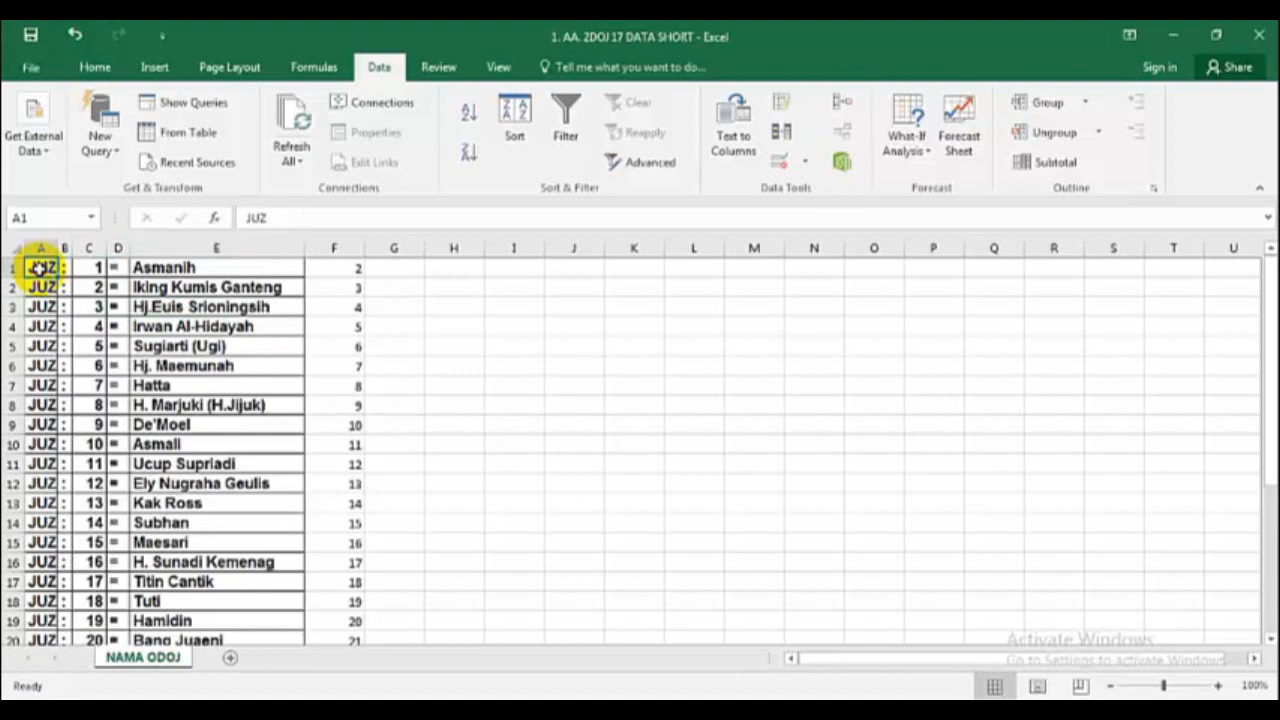 1. AA. 2DOJ 17 DATA SHORT - Excel
File Home Insert Page Layout Formulas Data Review View Tell me what you want to do... Sign in Share
Get External Data
New Query
Show Queries
From Table
Recent Sources
Get & Transform
Refresh All
Connections
Properties
Edit Links
Connections
Sort
Filter
Clear
Reapply
Advanced
Sort & Filter
Text to Columns
Data Tools
What-If Analysis
Forecast Sheet
Forecast
Group
Ungroup
Subtotal
Outline
A1 fx JUZ
A B C D E F G H I J K L M N O P Q R S T U
1 JUZ : 1 = Asmanih 2
2 JUZ : 2 = Iking Kumis Ganteng 3
3 JUZ : 3 = Hj.Euis Srioningsih 4
4 JUZ : 4 = Irwan Al-Hidayah 5
5 JUZ : 5 = Sugiarti (Ugi) 6
6 JUZ : 6 = Hj. Maemunah 7
7 JUZ : 7 = Hatta 8
8 JUZ : 8 = H. Marjuki (H.Jijuk) 9
9 JUZ : 9 = De'Moel 10
10 JUZ : 10 = Asmali 11
11 JUZ : 11 = Ucup Supriadi 12
12 JUZ : 12 = Ely Nugraha Geulis 13
13 JUZ : 13 = Kak Ross 14
14 JUZ : 14 = Subhan 15
15 JUZ : 15 = Maesari 16
16 JUZ : 16 = H. Sunadi Kemenag 17
17 JUZ : 17 = Titin Cantik 18
18 JUZ : 18 = Tuti 19
19 JUZ : 19 = Hamidin 20
20 JUZ : 20 = Bang Juaeni 21
Activate Windows
Go to Settings to activate Windows.
NAMA ODOJ
Ready 100%